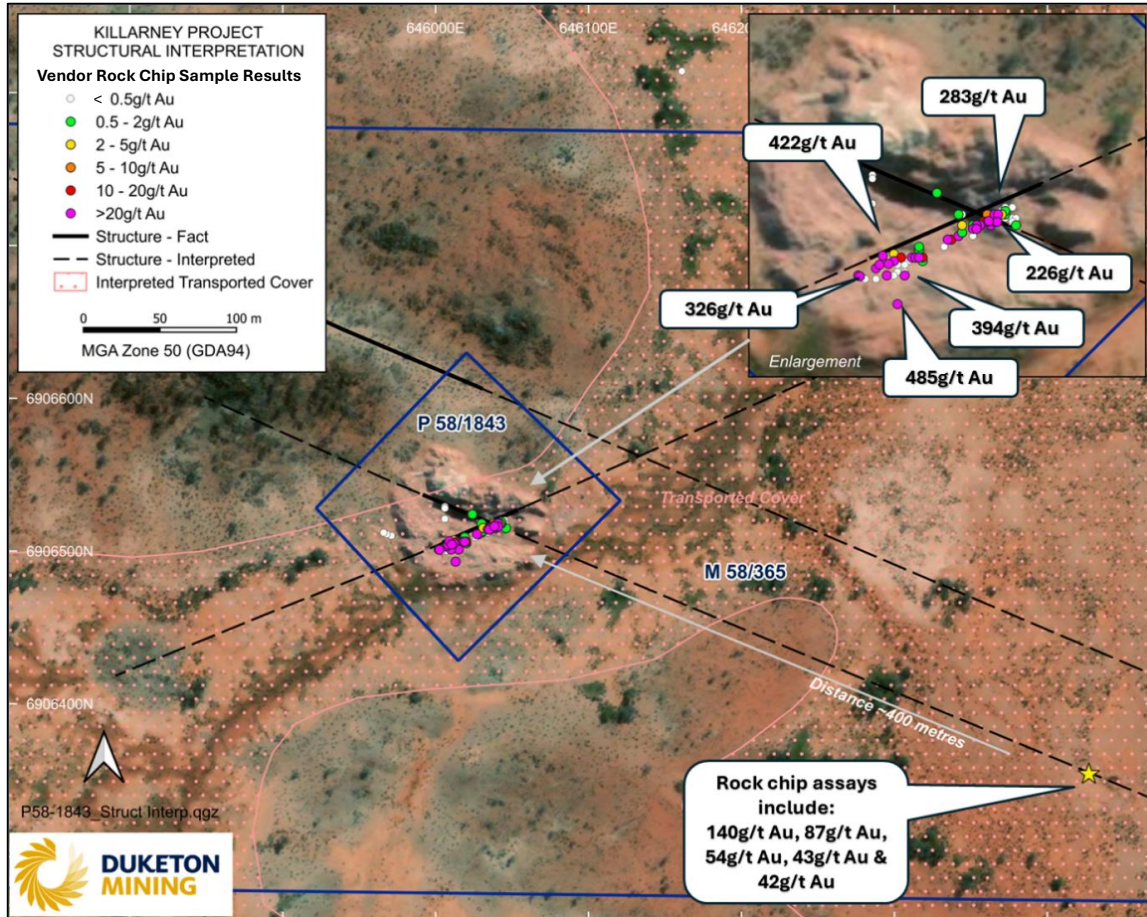 KILLARNEY PROJECT
STRUCTURAL INTERPRETATION
Vendor Rock Chip Sample Results
< 0.5g/t Au
0.5 - 2g/t Au
2 - 5g/t Au
5 - 10g/t Au
10 - 20g/t Au
>20g/t Au
Structure - Fact
Structure - Interpreted
Interpreted Transported Cover
0 50 100 m
MGA Zone 50 (GDA94)
646000E
646100E
64620
283g/t Au
422g/t Au
226g/t Au
326g/t Au
394g/t Au
485g/t Au
Enlargement
6906600N
P 58/1843
Transported Cover
6906500N
M 58/365
6906400N
Distance ~400 metres
Rock chip assays
include:
140g/t Au, 87g/t Au,
54g/t Au, 43g/t Au &
42g/t Au
P58-1843_Struct Interp.qgz
DUKETON
MINING